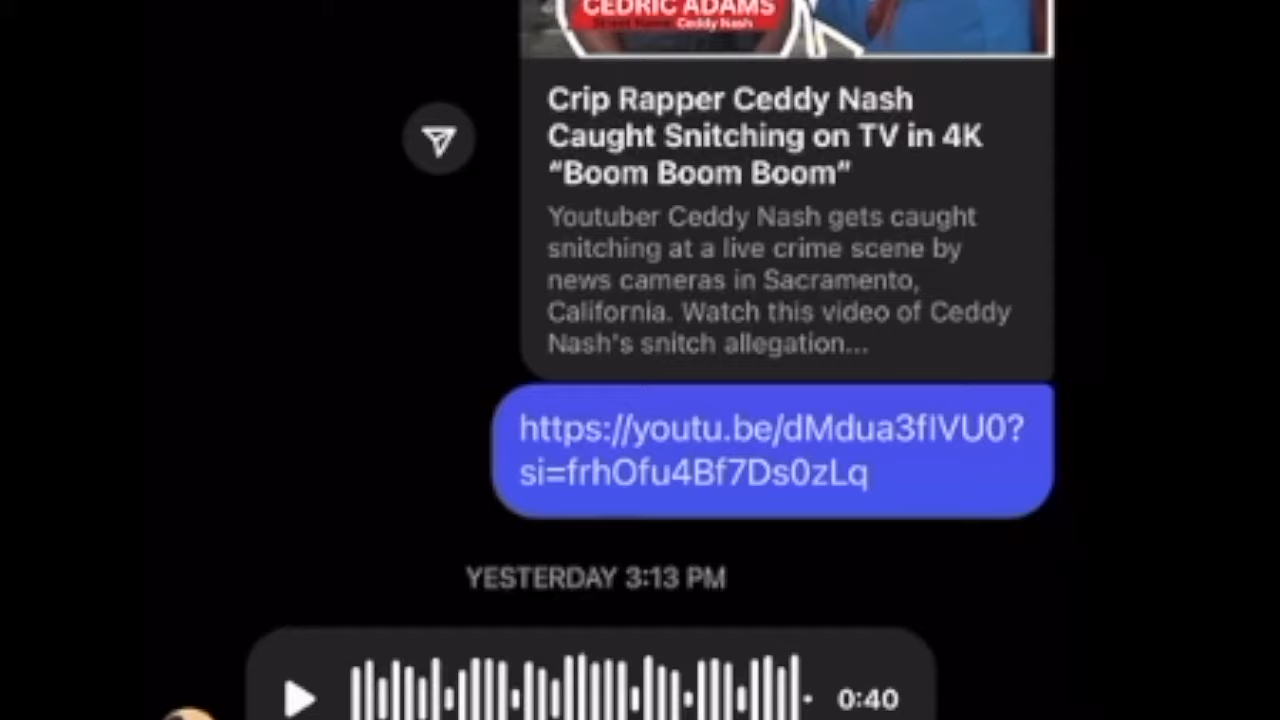 CEDRIC ADAMS
Street Name: Ceddy Nash
Crip Rapper Ceddy Nash
Caught Snitching on TV in 4K
“Boom Boom Boom”
Youtuber Ceddy Nash gets caught
snitching at a live crime scene by
news cameras in Sacramento,
California. Watch this video of Ceddy
Nash's snitch allegation...
https://youtu.be/dMdua3fIVU0?
si=frhOfu4Bf7Ds0zLq
YESTERDAY 3:13 PM
0:40